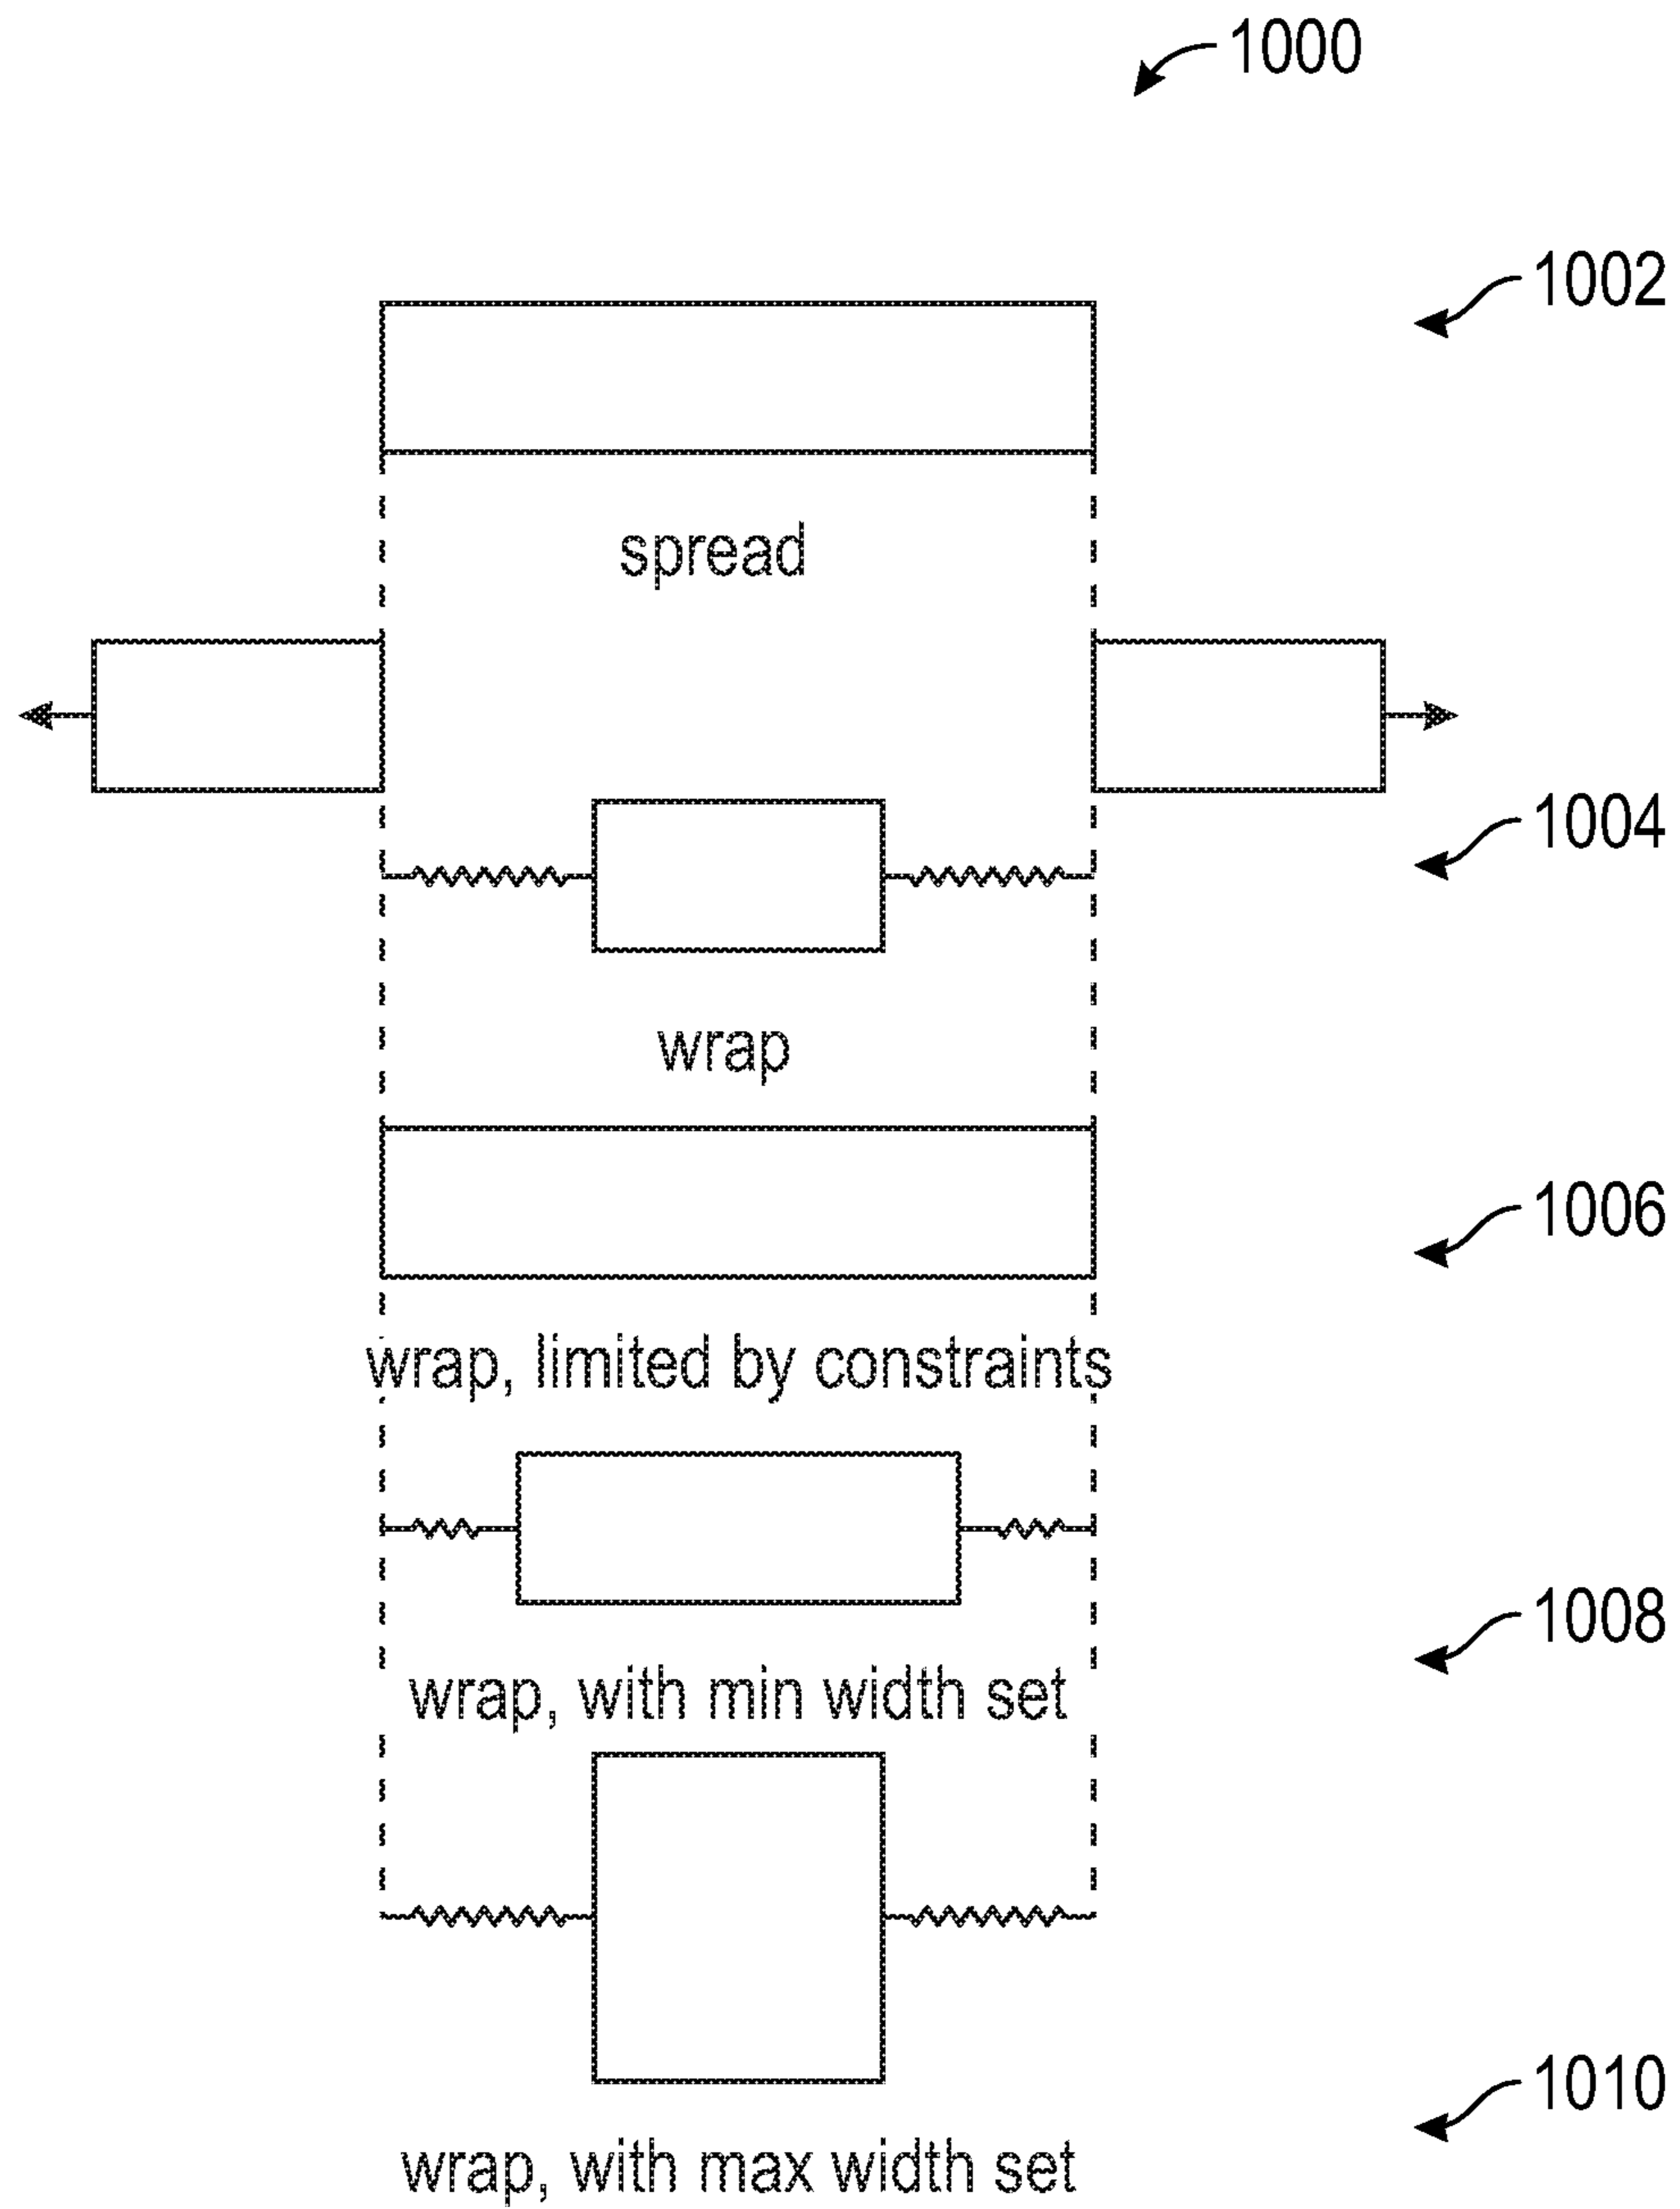 1000
1002
spread
1004
wrap
1006
wrap, limited by constraints
1008
wrap, with min width set
1010
wrap, with max width set